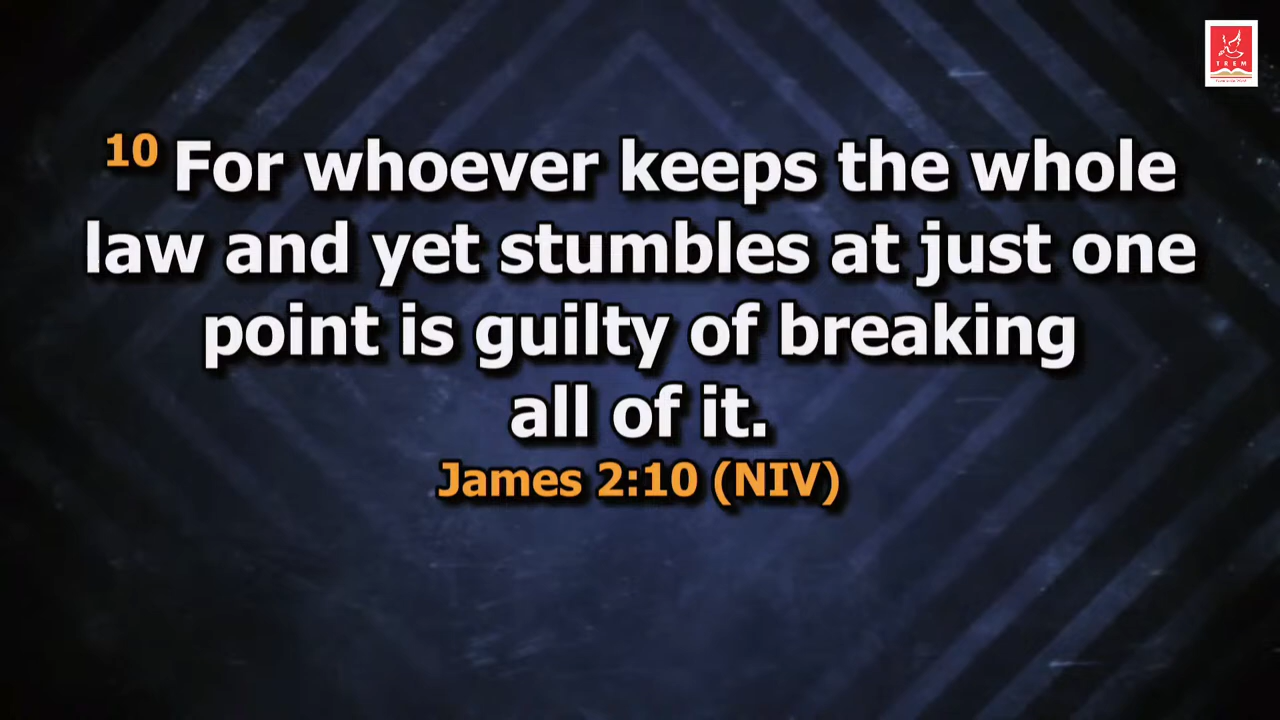 TREM
10 For whoever keeps the whole
law and yet stumbles at just one
point is guilty of breaking
all of it.
James 2:10 (NIV)